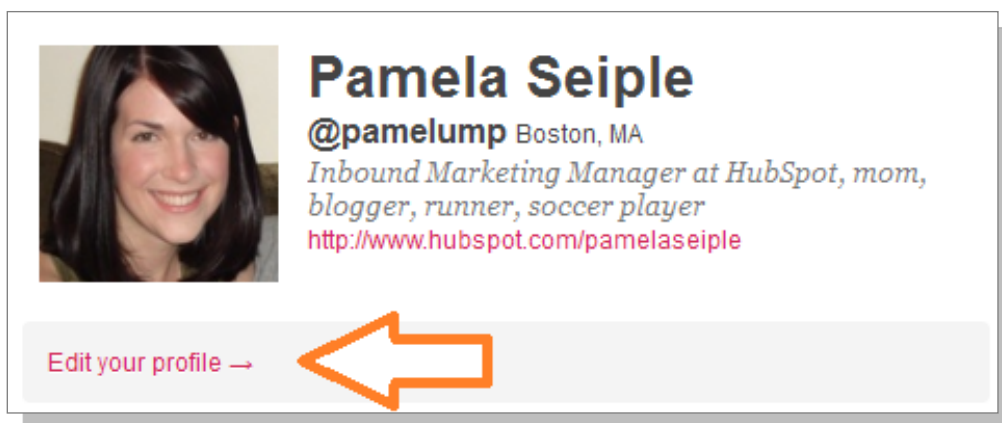 Pamela Seiple
@pamelump Boston, MA
Inbound Marketing Manager at HubSpot, mom,
blogger, runner, soccer player
http://www.hubspot.com/pamelaseiple
Edit your profile →